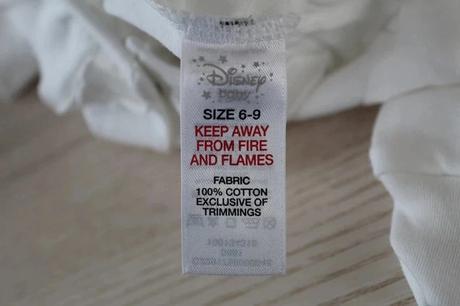 Disney
baby
SIZE 6-9
KEEP AWAY
FROM FIRE
AND FLAMES
FABRIC
100% COTTON
EXCLUSIVE OF
TRIMMINGS